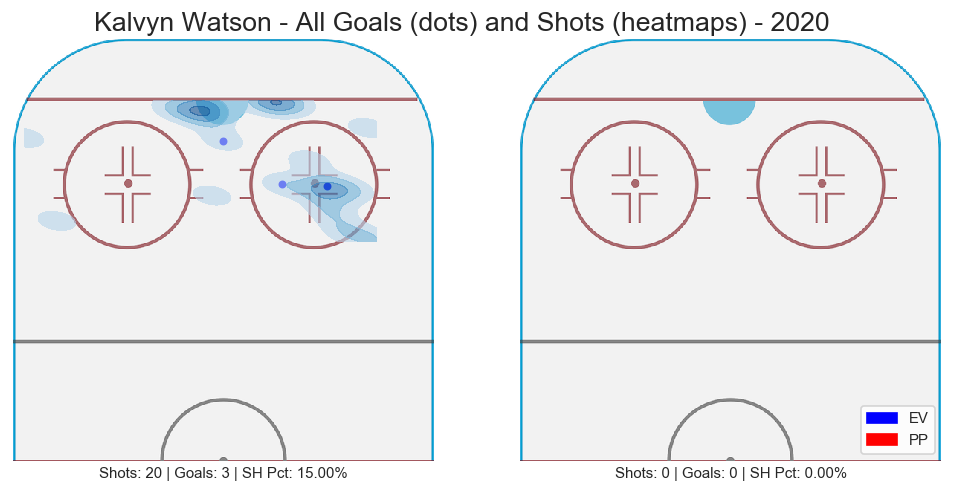 Kalvyn Watson - All Goals (dots) and Shots (heatmaps) - 2020
EV
PP
Shots: 20 | Goals: 3 | SH Pct: 15.00%
Shots: 0 | Goals: 0 | SH Pct: 0.00%